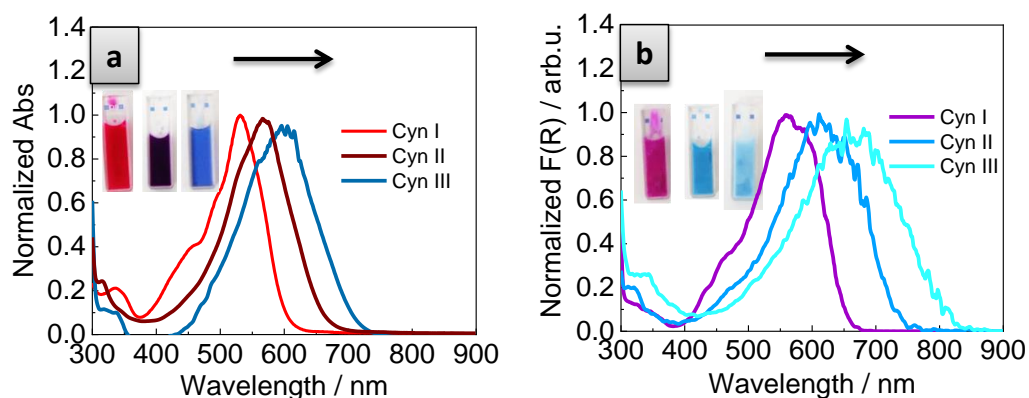 a
Normalized Abs
1.4
1.2
1.0
0.8
0.6
0.4
0.2
0.0
Cyn I
Cyn II
Cyn III
300 400 500 600 700 800 900
Wavelength / nm
b
Normalized F(R) / arb.u.
1.4
1.2
1.0
0.8
0.6
0.4
0.2
0.0
Cyn I
Cyn II
Cyn III
300 400 500 600 700 800 900
Wavelength / nm